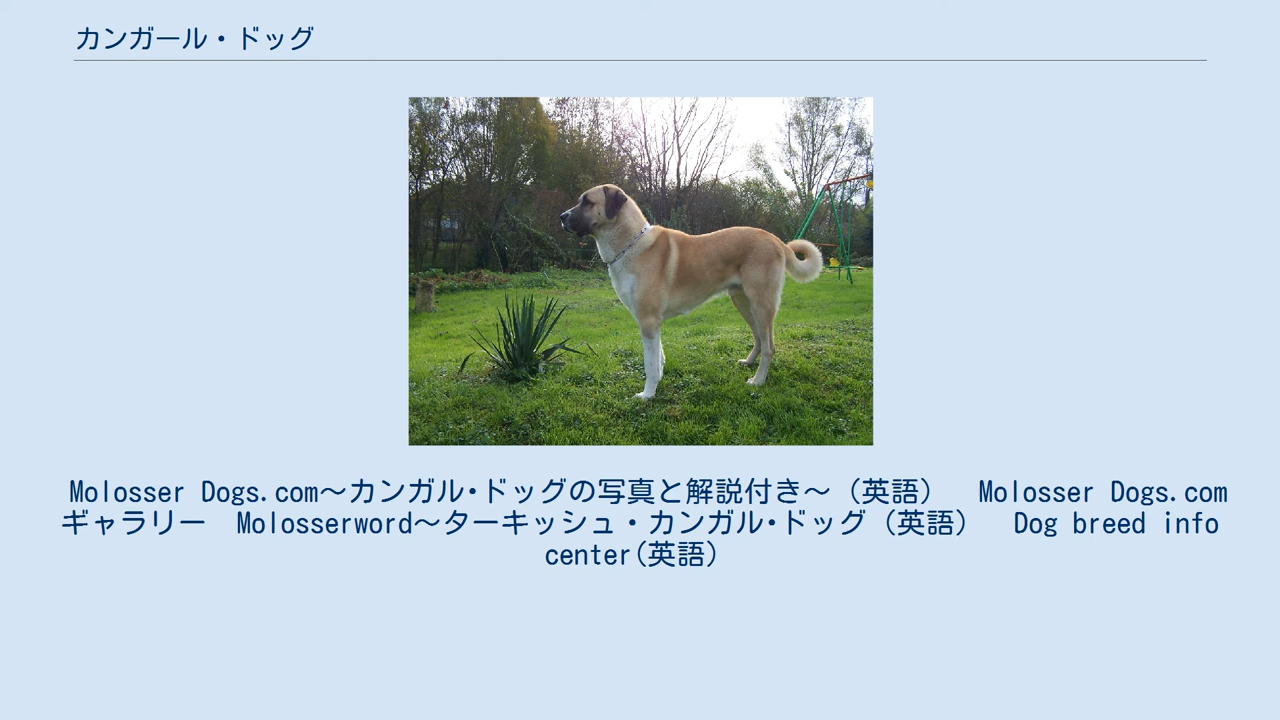 カンガール・ドッグ
Molosser Dogs.com〜カンガル･ドッグの写真と解説付き〜（英語）　Molosser Dogs.com
ギャラリー　Molosserword〜ターキッシュ・カンガル･ドッグ（英語）　Dog breed info
center(英語）